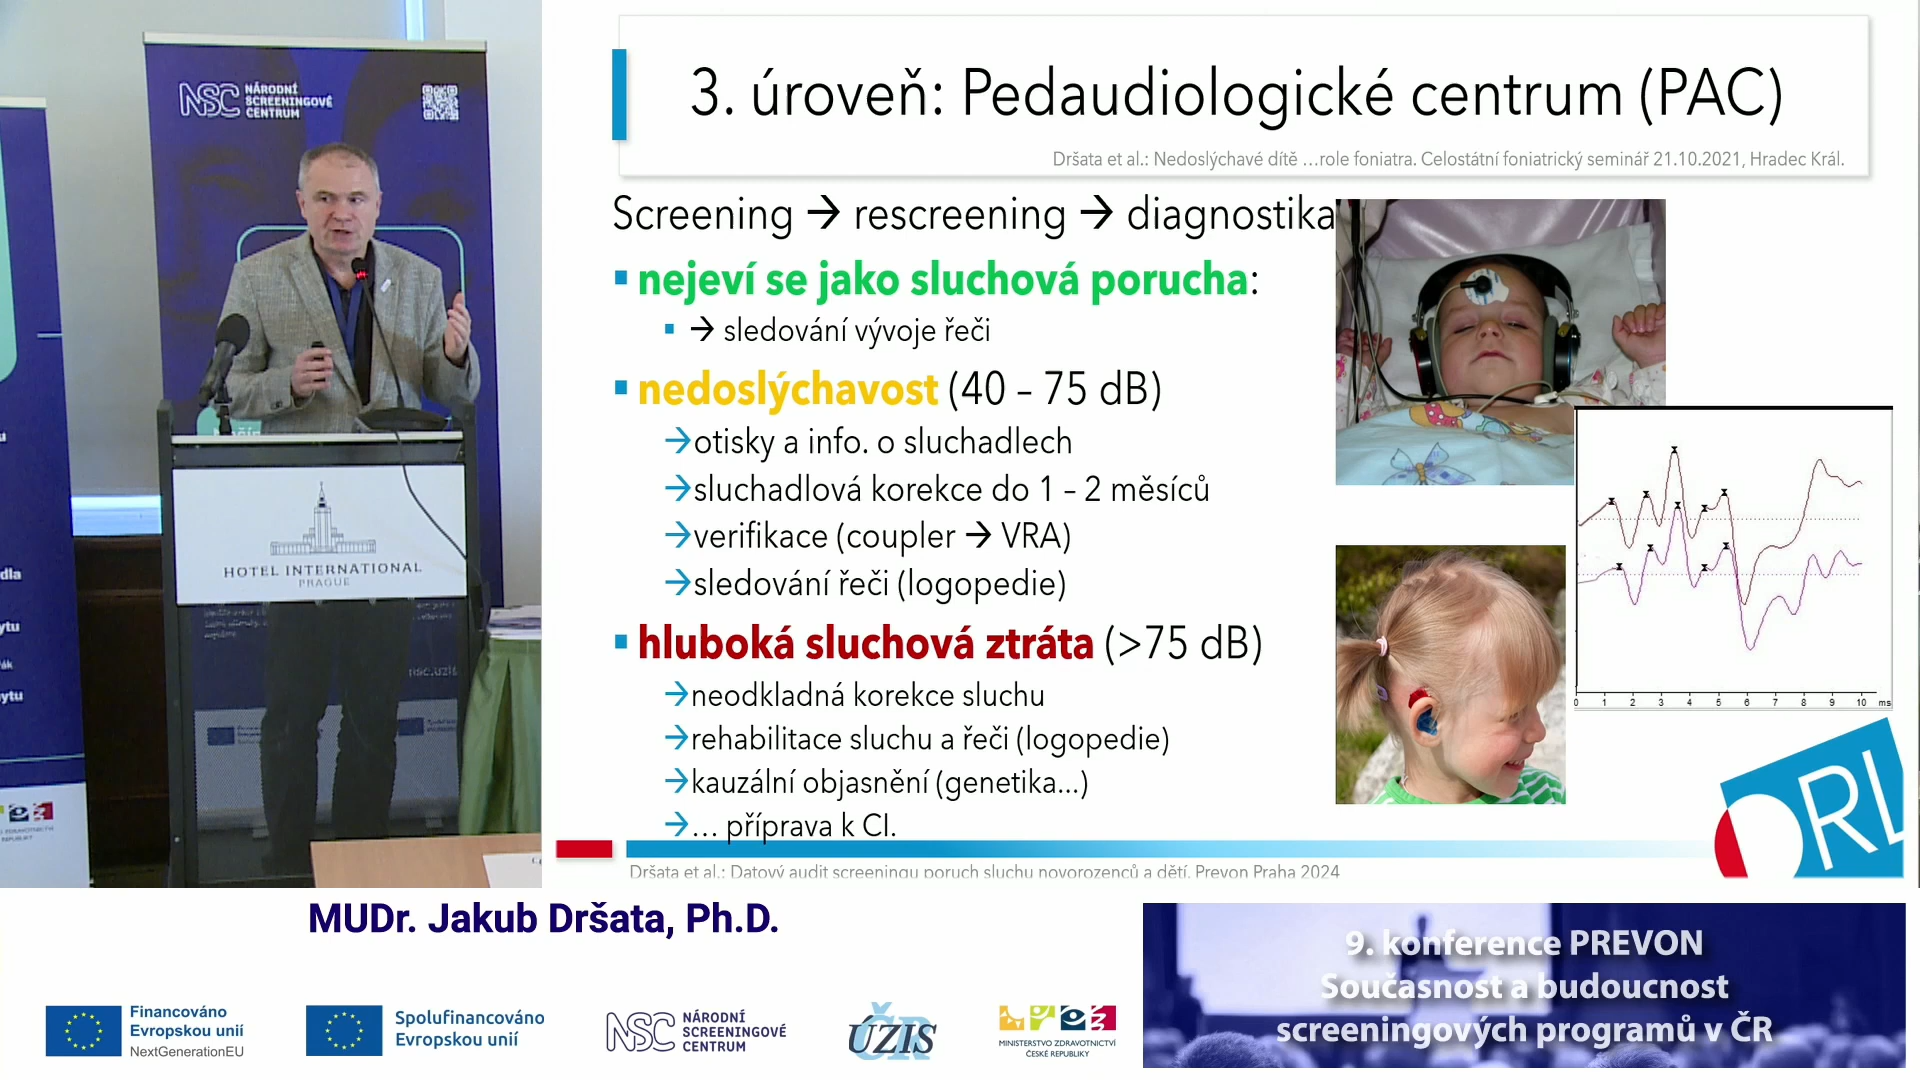 NSC NÁRODNÍ
SCREENINGOVÉ
CENTRUM
HOTEL INTERNATIONAL
PRAGUE
nsc.uzis
dla
ytu
ytu
3. úroveň: Pedaudiologické centrum (PAC)
Dršata et al.: Nedoslýchavé dítě …role foniatra. Celostátní foniatrický seminář 21.10.2021, Hradec Král.
Screening → rescreening → diagnostika
▪ nejeví se jako sluchová porucha:
▪ → sledování vývoje řeči
▪ nedoslýchavost (40 – 75 dB)
→otisky a info. o sluchadlech
→sluchadlová korekce do 1 – 2 měsíců
→verifikace (coupler → VRA)
→sledování řeči (logopedie)
▪ hluboká sluchová ztráta (>75 dB)
→neodkladná korekce sluchu
→rehabilitace sluchu a řeči (logopedie)
→kauzální objasnění (genetika…)
→… příprava k CI.
0 1 2 3 4 5 6 7 8 9 10 ms
ORL
Dršata et al.: Datový audit screeningu poruch sluchu novorozenců a dětí. Prevon Praha 2024
MUDr. Jakub Dršata, Ph.D.
9. konference PREVON
Současnost a budoucnost
screeningových programů v ČR
Financováno
Evropskou unií
NextGenerationEU
Spolufinancováno
Evropskou unií
NSC NÁRODNÍ
SCREENINGOVÉ
CENTRUM
ÚZIS ČR
MINISTERSTVO ZDRAVOTNICTVÍ
ČESKÉ REPUBLIKY